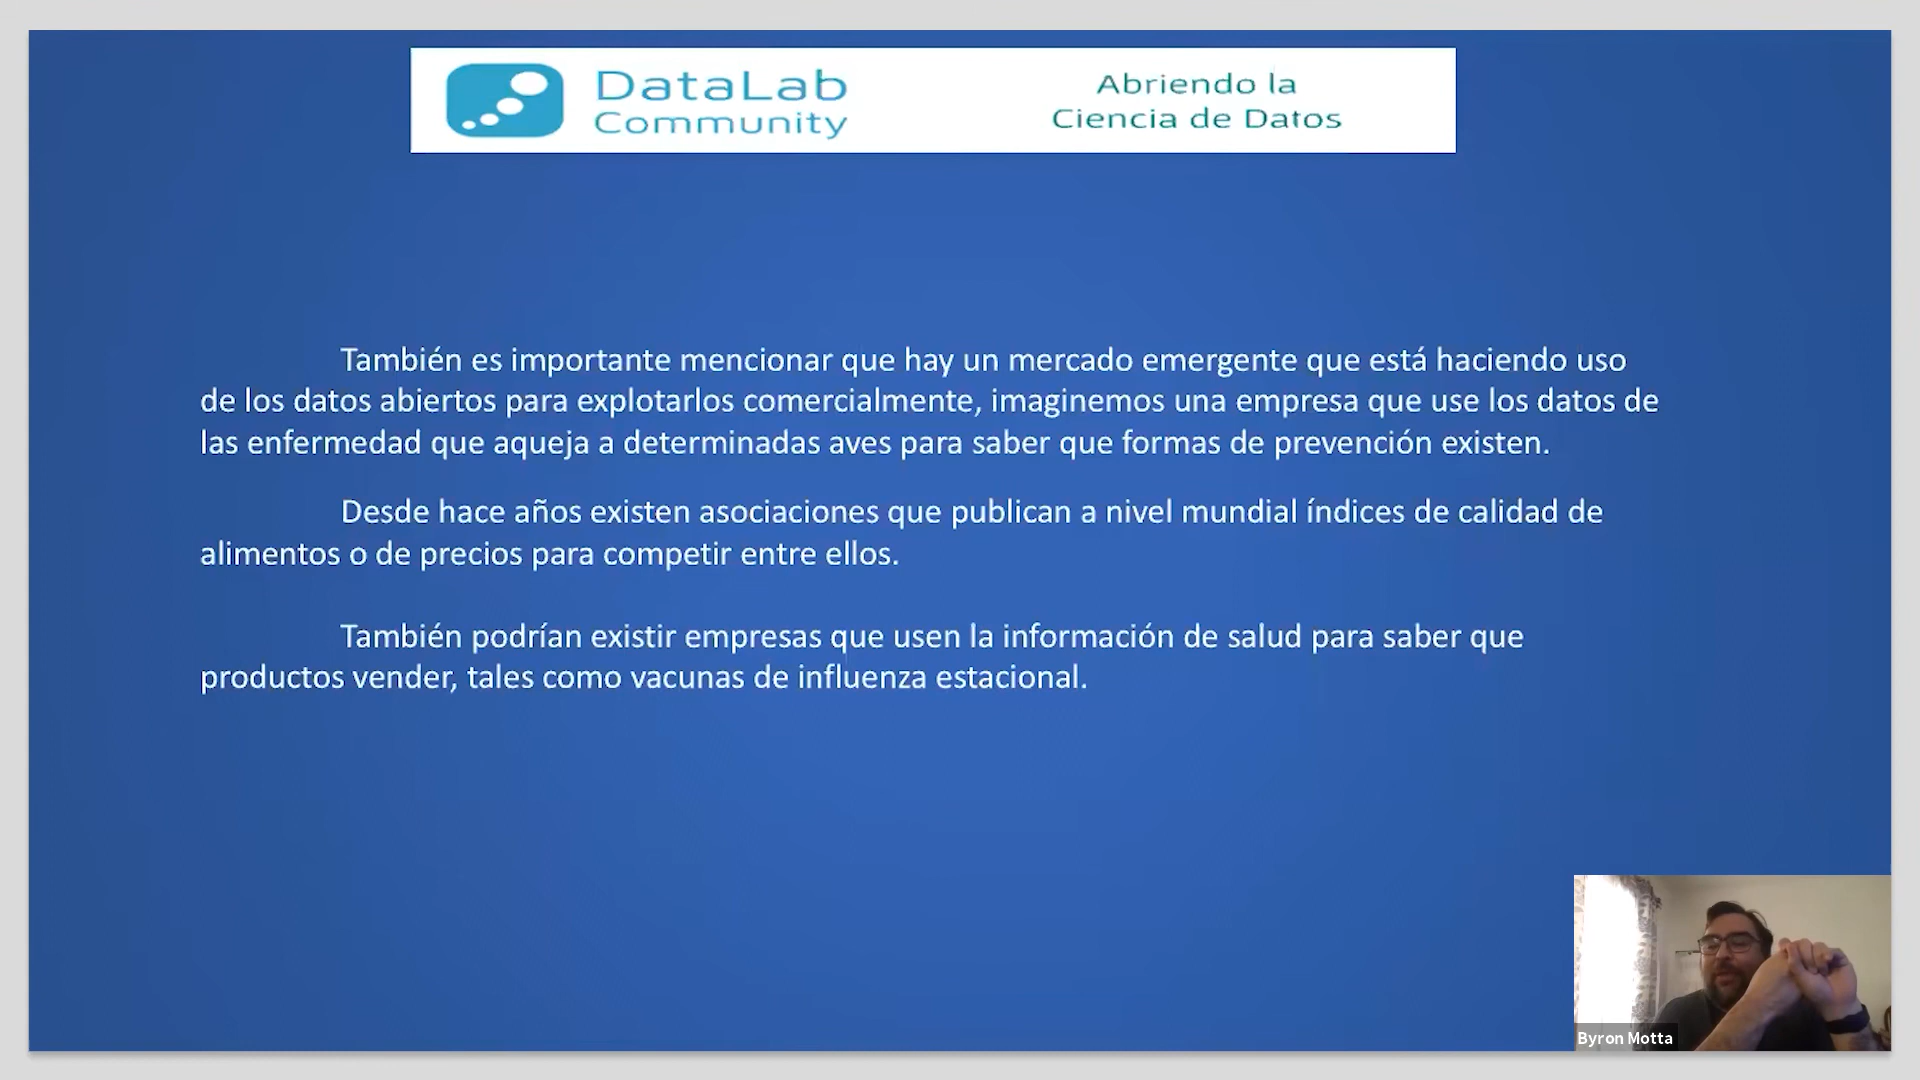 DataLab
Community
Abriendo la
Ciencia de Datos
También es importante mencionar que hay un mercado emergente que está haciendo uso
de los datos abiertos para explotarlos comercialmente, imaginemos una empresa que use los datos de
las enfermedad que aqueja a determinadas aves para saber que formas de prevención existen.
Desde hace años existen asociaciones que publican a nivel mundial índices de calidad de
alimentos o de precios para competir entre ellos.
También podrían existir empresas que usen la información de salud para saber que
productos vender, tales como vacunas de influenza estacional.
Byron Motta